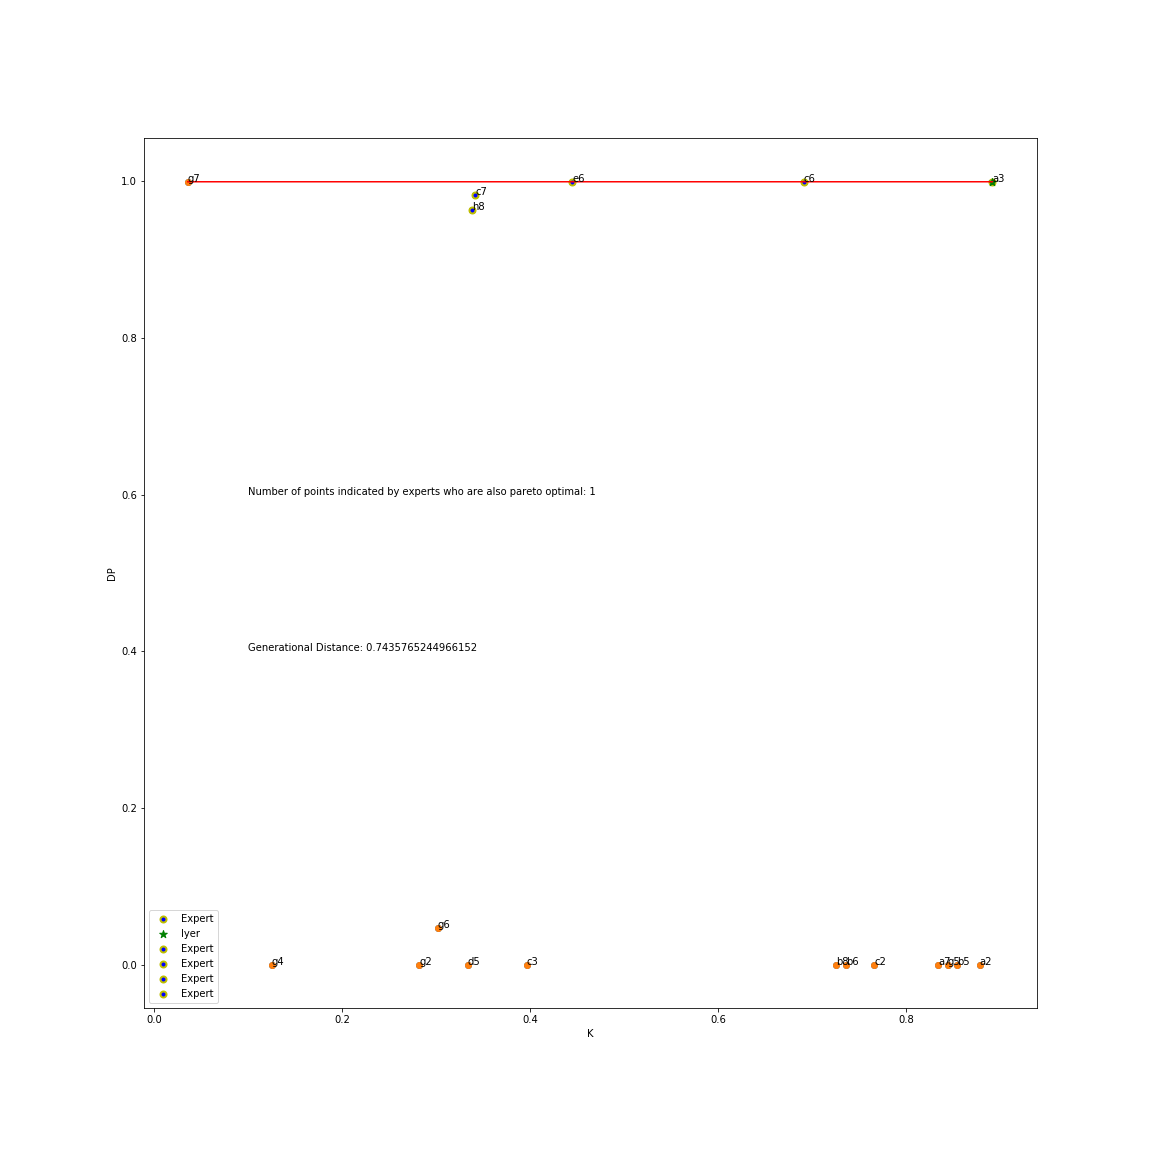 1.0
g7
e6
c6
a3
c7
h8
0.8
0.6
Number of points indicated by experts who are also pareto optimal: 1
DP
0.4
Generational Distance: 0.7435765244966152
0.2
Expert
Iyer
Expert
Expert
Expert
Expert
g6
0.0
g4
g2
d5
c3
b8
b6
c2
a7
g5
b5
a2
0.0
0.2
0.4
0.6
0.8
K